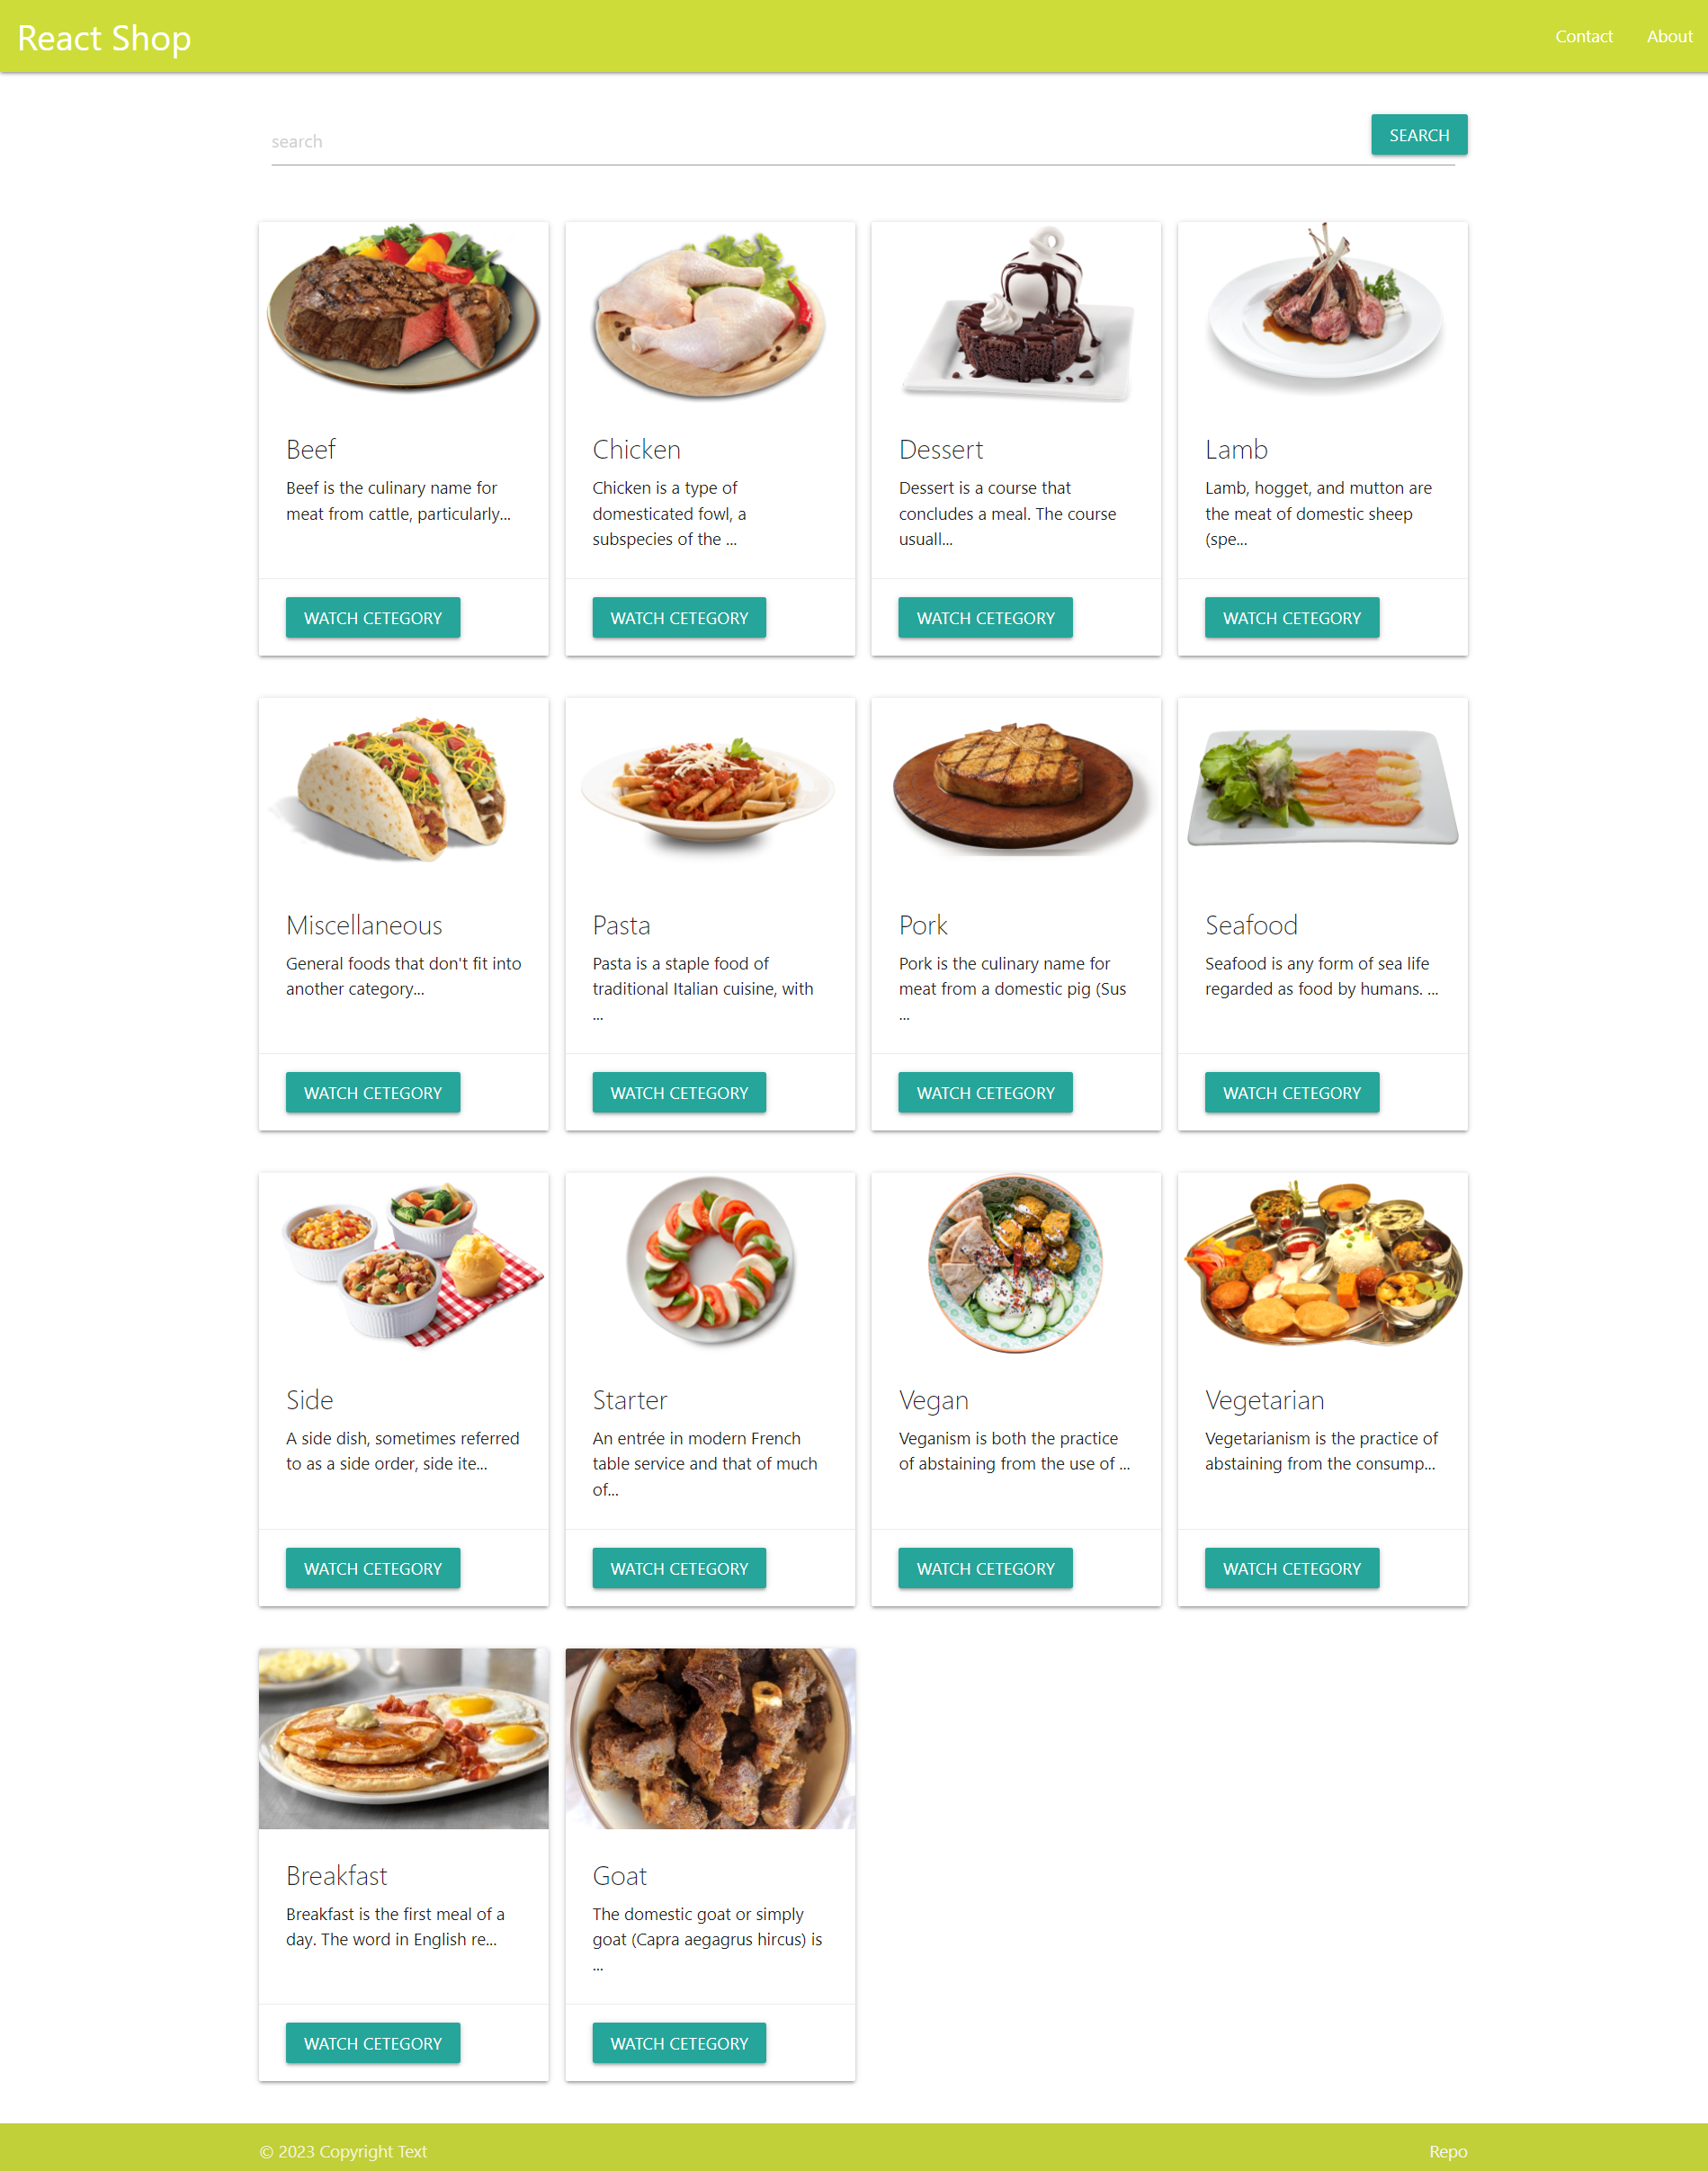 React Shop
Contact
About
search
SEARCH
Beef
Beef is the culinary name for
meat from cattle, particularly...
WATCH CETEGORY
Chicken
Chicken is a type of
domesticated fowl, a
subspecies of the ...
WATCH CETEGORY
Dessert
Dessert is a course that
concludes a meal. The course
usuall...
WATCH CETEGORY
Lamb
Lamb, hogget, and mutton are
the meat of domestic sheep
(spe...
WATCH CETEGORY
Miscellaneous
General foods that don't fit into
another category...
WATCH CETEGORY
Pasta
Pasta is a staple food of
traditional Italian cuisine, with
...
WATCH CETEGORY
Pork
Pork is the culinary name for
meat from a domestic pig (Sus
...
WATCH CETEGORY
Seafood
Seafood is any form of sea life
regarded as food by humans. ...
WATCH CETEGORY
Side
A side dish, sometimes referred
to as a side order, side ite...
WATCH CETEGORY
Starter
An entrée in modern French
table service and that of much
of...
WATCH CETEGORY
Vegan
Veganism is both the practice
of abstaining from the use of ...
WATCH CETEGORY
Vegetarian
Vegetarianism is the practice of
abstaining from the consump...
WATCH CETEGORY
Breakfast
Breakfast is the first meal of a
day. The word in English re...
WATCH CETEGORY
Goat
The domestic goat or simply
goat (Capra aegagrus hircus) is
...
WATCH CETEGORY
© 2023 Copyright Text
Repo